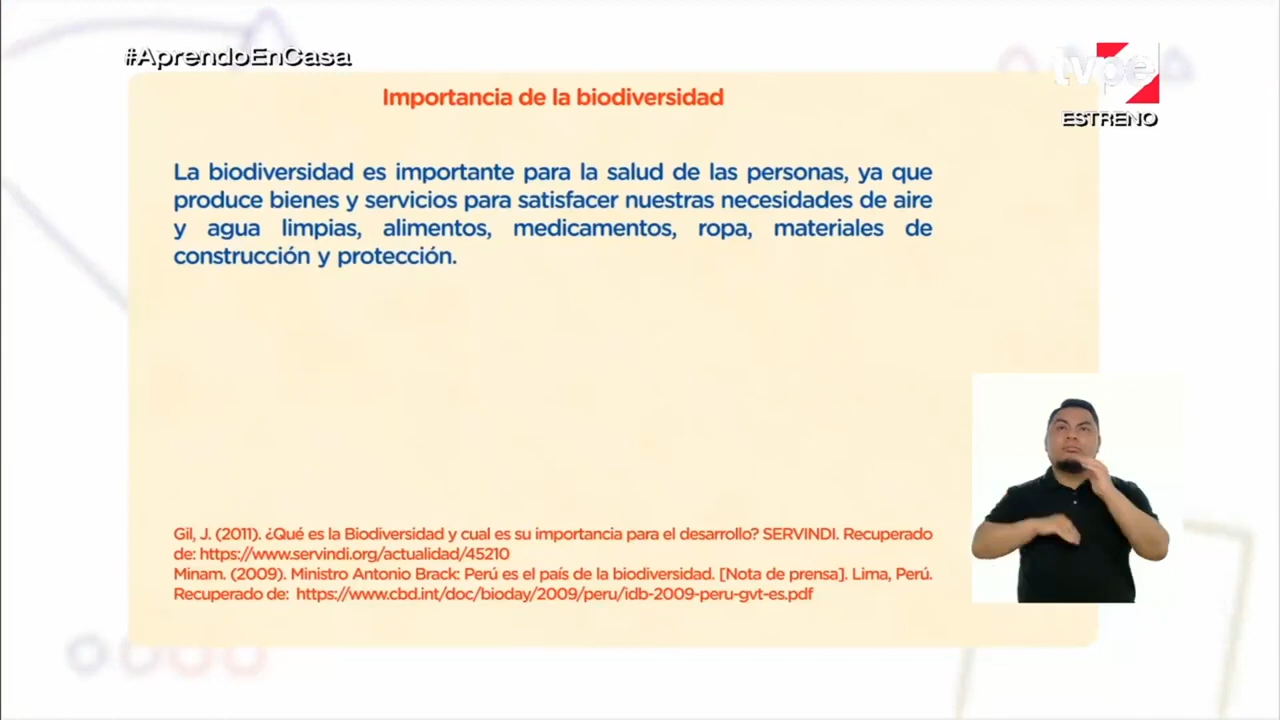 #AprendoEnCasa
tvpe
ESTRENO
Importancia de la biodiversidad
La biodiversidad es importante para la salud de las personas, ya que
produce bienes y servicios para satisfacer nuestras necesidades de aire
y agua limpias, alimentos, medicamentos, ropa, materiales de
construcción y protección.
Gil, J. (2011). ¿Qué es la Biodiversidad y cual es su importancia para el desarrollo? SERVINDI. Recuperado
de: https://www.servindi.org/actualidad/45210
Minam. (2009). Ministro Antonio Brack: Perú es el país de la biodiversidad. [Nota de prensa]. Lima, Perú.
Recuperado de: https://www.cbd.int/doc/bioday/2009/peru/idb-2009-peru-gvt-es.pdf